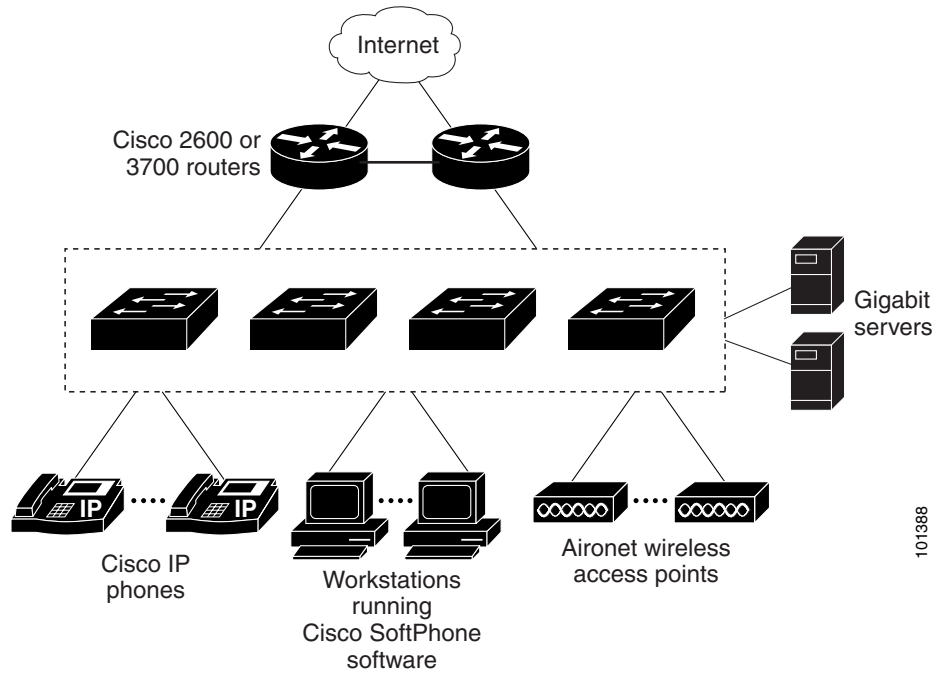 Internet
Cisco 2600 or
3700 routers
Gigabit
servers
IP
IP
Cisco IP
phones
Workstations
running
Cisco SoftPhone
software
Aironet wireless
access points
101388